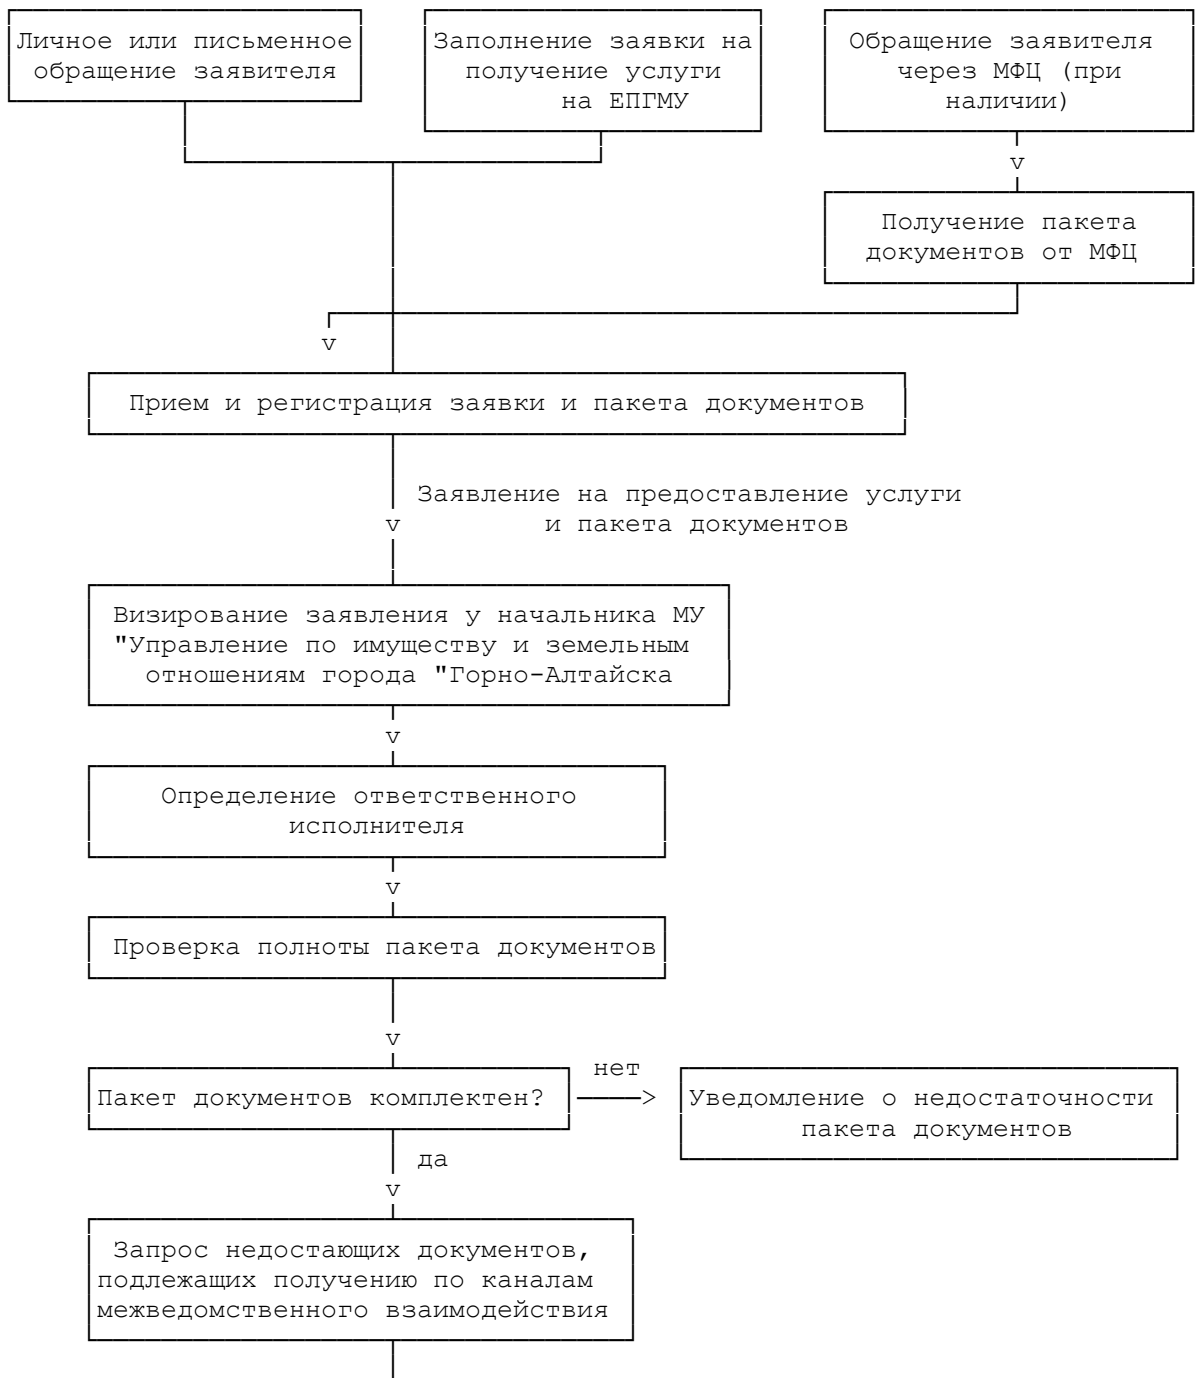 Личное или письменное
обращение заявителя
Заполнение заявки на
получение услуги
на ЕПГМУ
Обращение заявителя
через МФЦ (при
наличии)
v
Получение пакета
документов от МФЦ
v
Прием и регистрация заявки и пакета документов
Заявление на предоставление услуги
v и пакета документов
Визирование заявления у начальника МУ
"Управление по имуществу и земельным
отношениям города "Горно-Алтайска
v
Определение ответственного
исполнителя
v
Проверка полноты пакета документов
v
Пакет документов комплектен?
нет
Уведомление о недостаточности
пакета документов
да
v
Запрос недостающих документов,
подлежащих получению по каналам
межведомственного взаимодействия